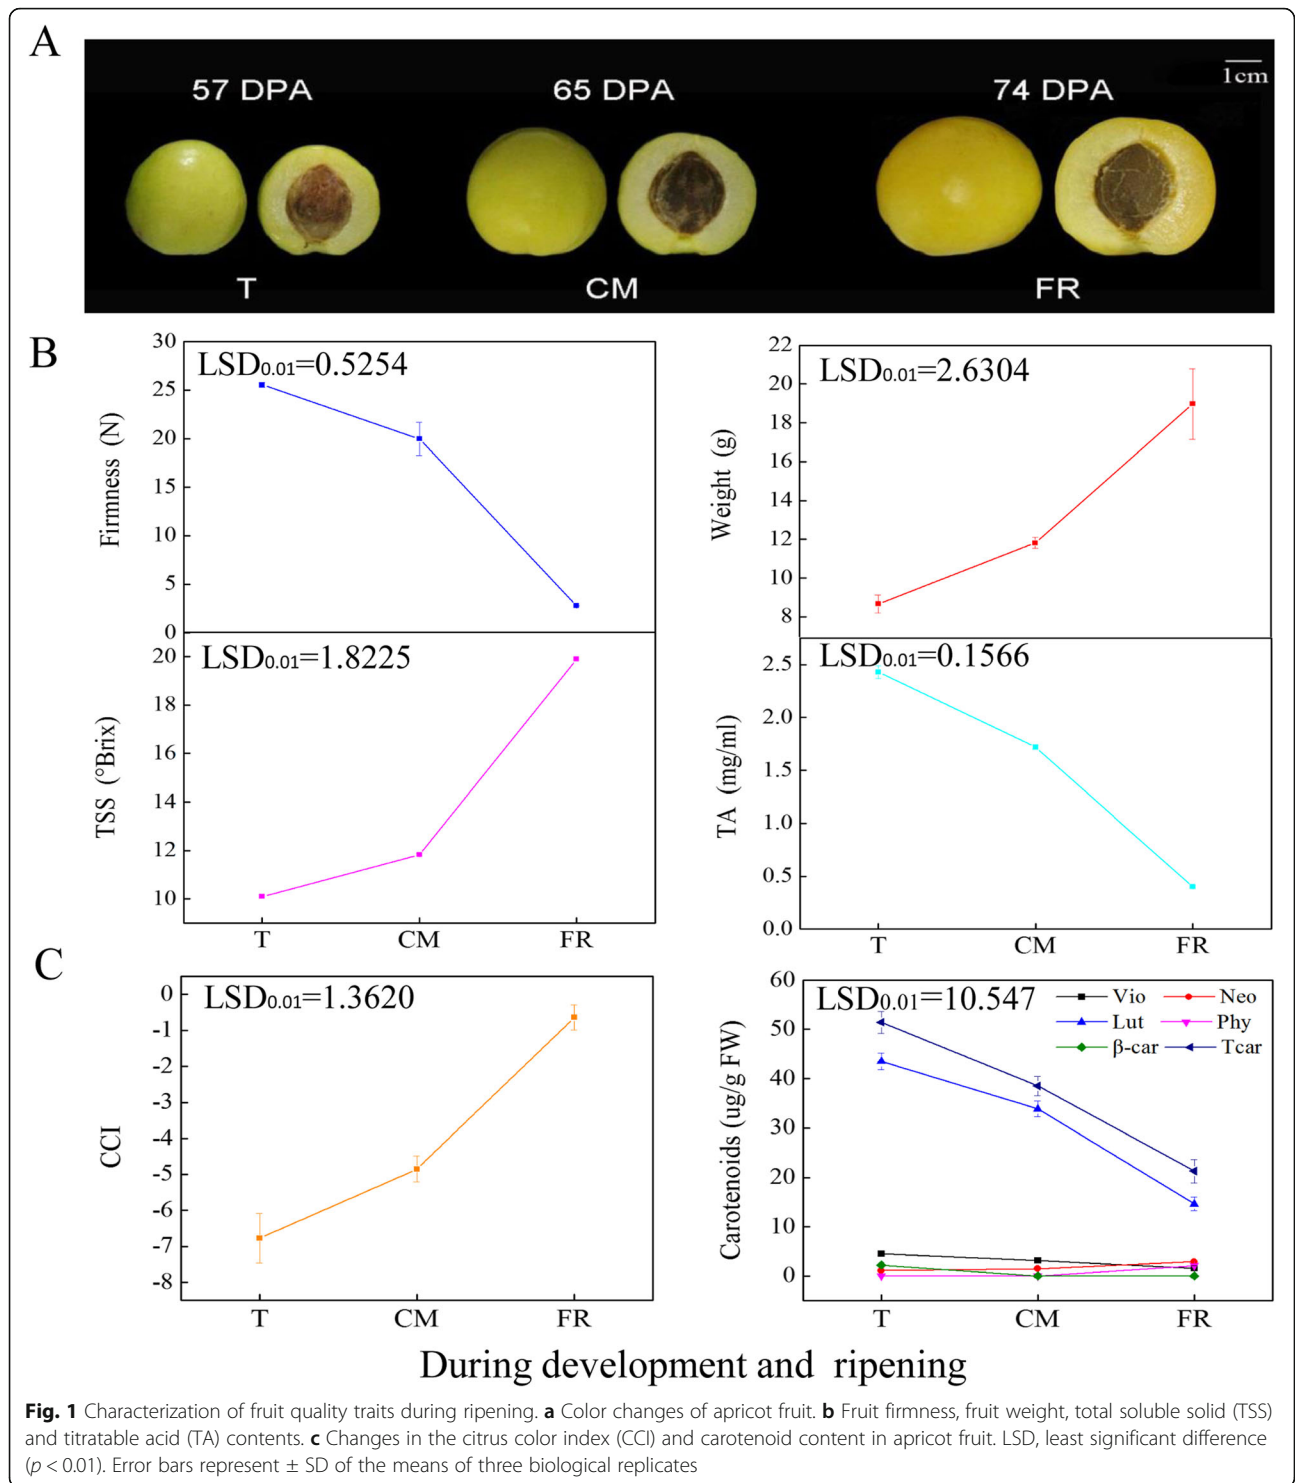 A
57 DPA 65 DPA 74 DPA 1cm
T CM FR
B
LSD0.01=0.5254
30
25
20
15
10
5
0
Firmness (N)
LSD0.01=2.6304
22
20
18
16
14
12
10
8
Weight (g)
LSD0.01=1.8225
20
18
16
14
12
10
TSS (°Brix)
T CM FR
LSD0.01=0.1566
2.5
2.0
1.5
1.0
0.5
0.0
TA (mg/ml)
T CM FR
C
LSD0.01=1.3620
0
-1
-2
-3
-4
-5
-6
-7
-8
CCI
T CM FR
LSD0.01=10.547
60
50
40
30
20
10
0
Carotenoids (ug/g FW)
Vio Neo
Lut Phy
β-car Tcar
T CM FR
During development and ripening
Fig. 1 Characterization of fruit quality traits during ripening. a Color changes of apricot fruit. b Fruit firmness, fruit weight, total soluble solid (TSS)
and titratable acid (TA) contents. c Changes in the citrus color index (CCI) and carotenoid content in apricot fruit. LSD, least significant difference
(p < 0.01). Error bars represent ± SD of the means of three biological replicates